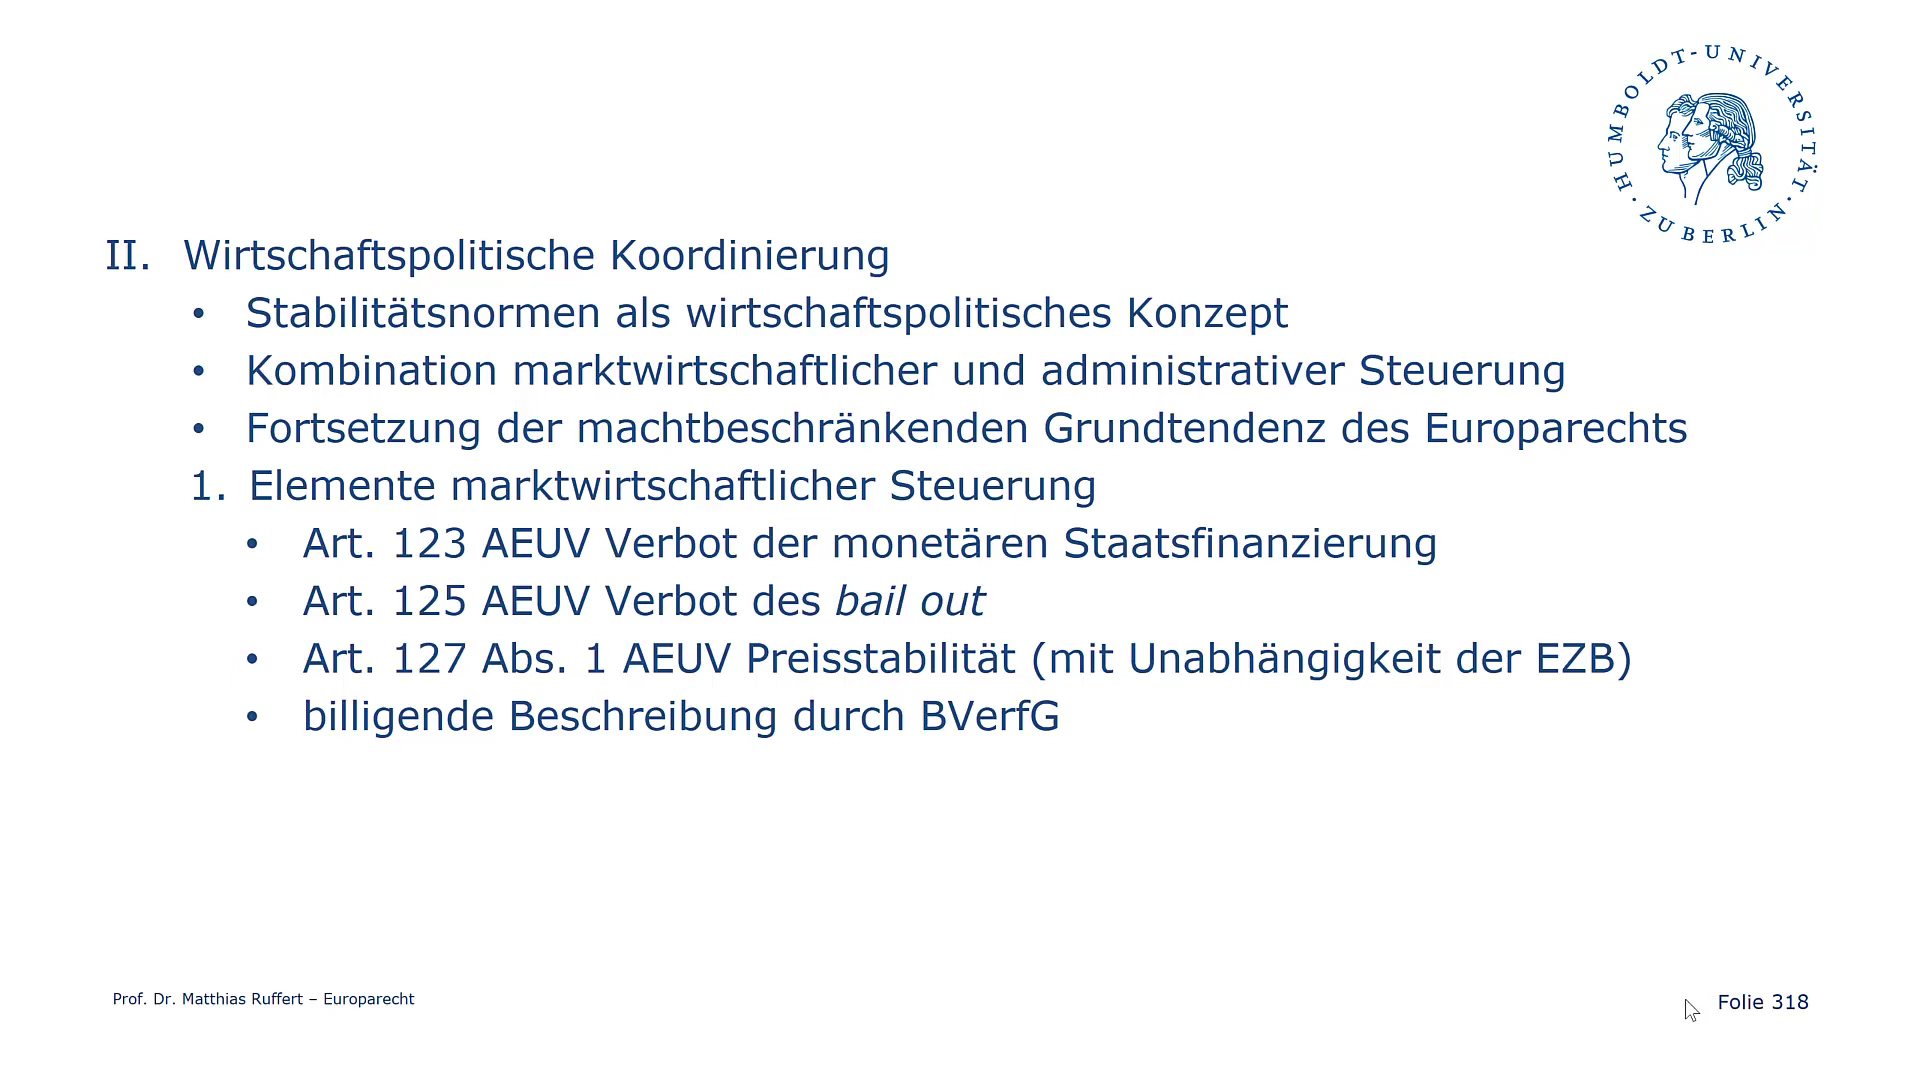 HUMBOLDT-UNIVERSITÄT · ZU BERLIN ·
II. Wirtschaftspolitische Koordinierung
• Stabilitätsnormen als wirtschaftspolitisches Konzept
• Kombination marktwirtschaftlicher und administrativer Steuerung
• Fortsetzung der machtbeschränkenden Grundtendenz des Europarechts
1. Elemente marktwirtschaftlicher Steuerung
• Art. 123 AEUV Verbot der monetären Staatsfinanzierung
• Art. 125 AEUV Verbot des bail out
• Art. 127 Abs. 1 AEUV Preisstabilität (mit Unabhängigkeit der EZB)
• billigende Beschreibung durch BVerfG
Prof. Dr. Matthias Ruffert – Europarecht
Folie 318